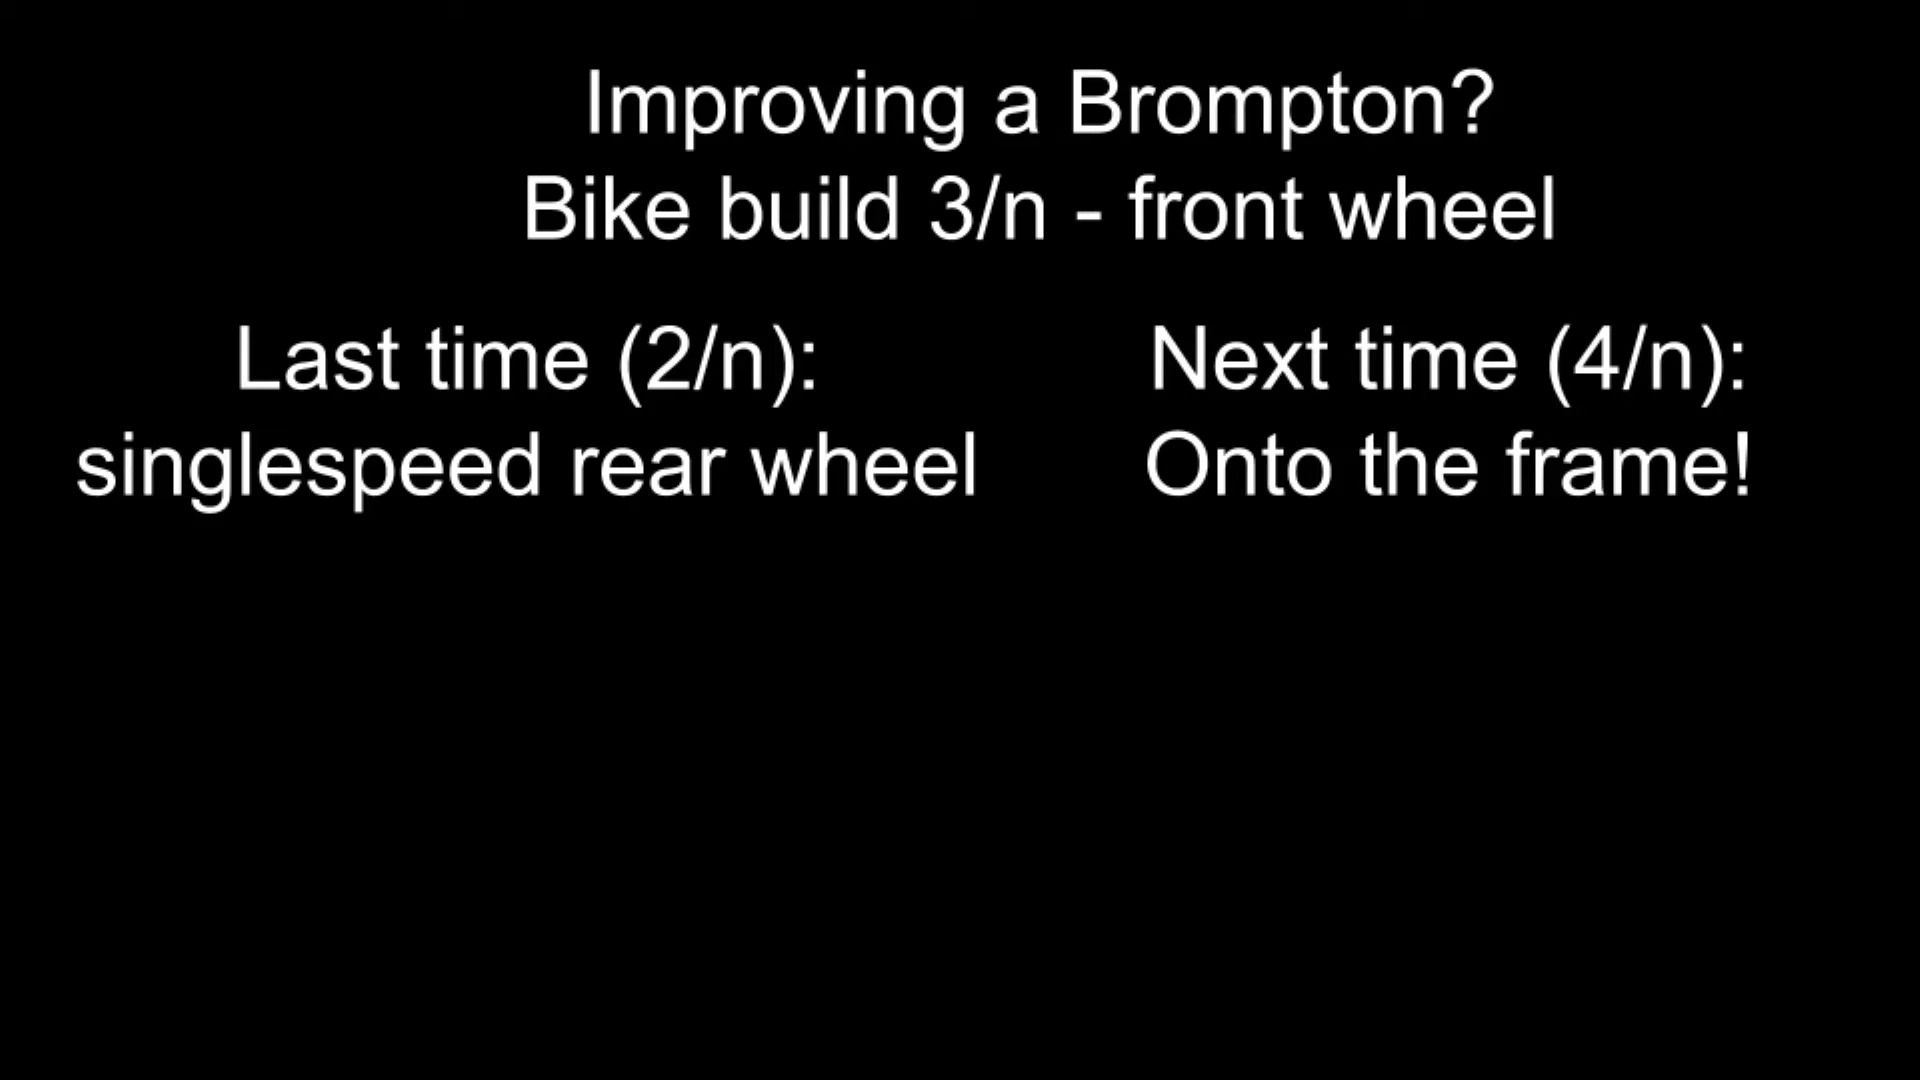 Improving a Brompton?
Bike build 3/n - front wheel
Last time (2/n):
singlespeed rear wheel
Next time (4/n):
Onto the frame!